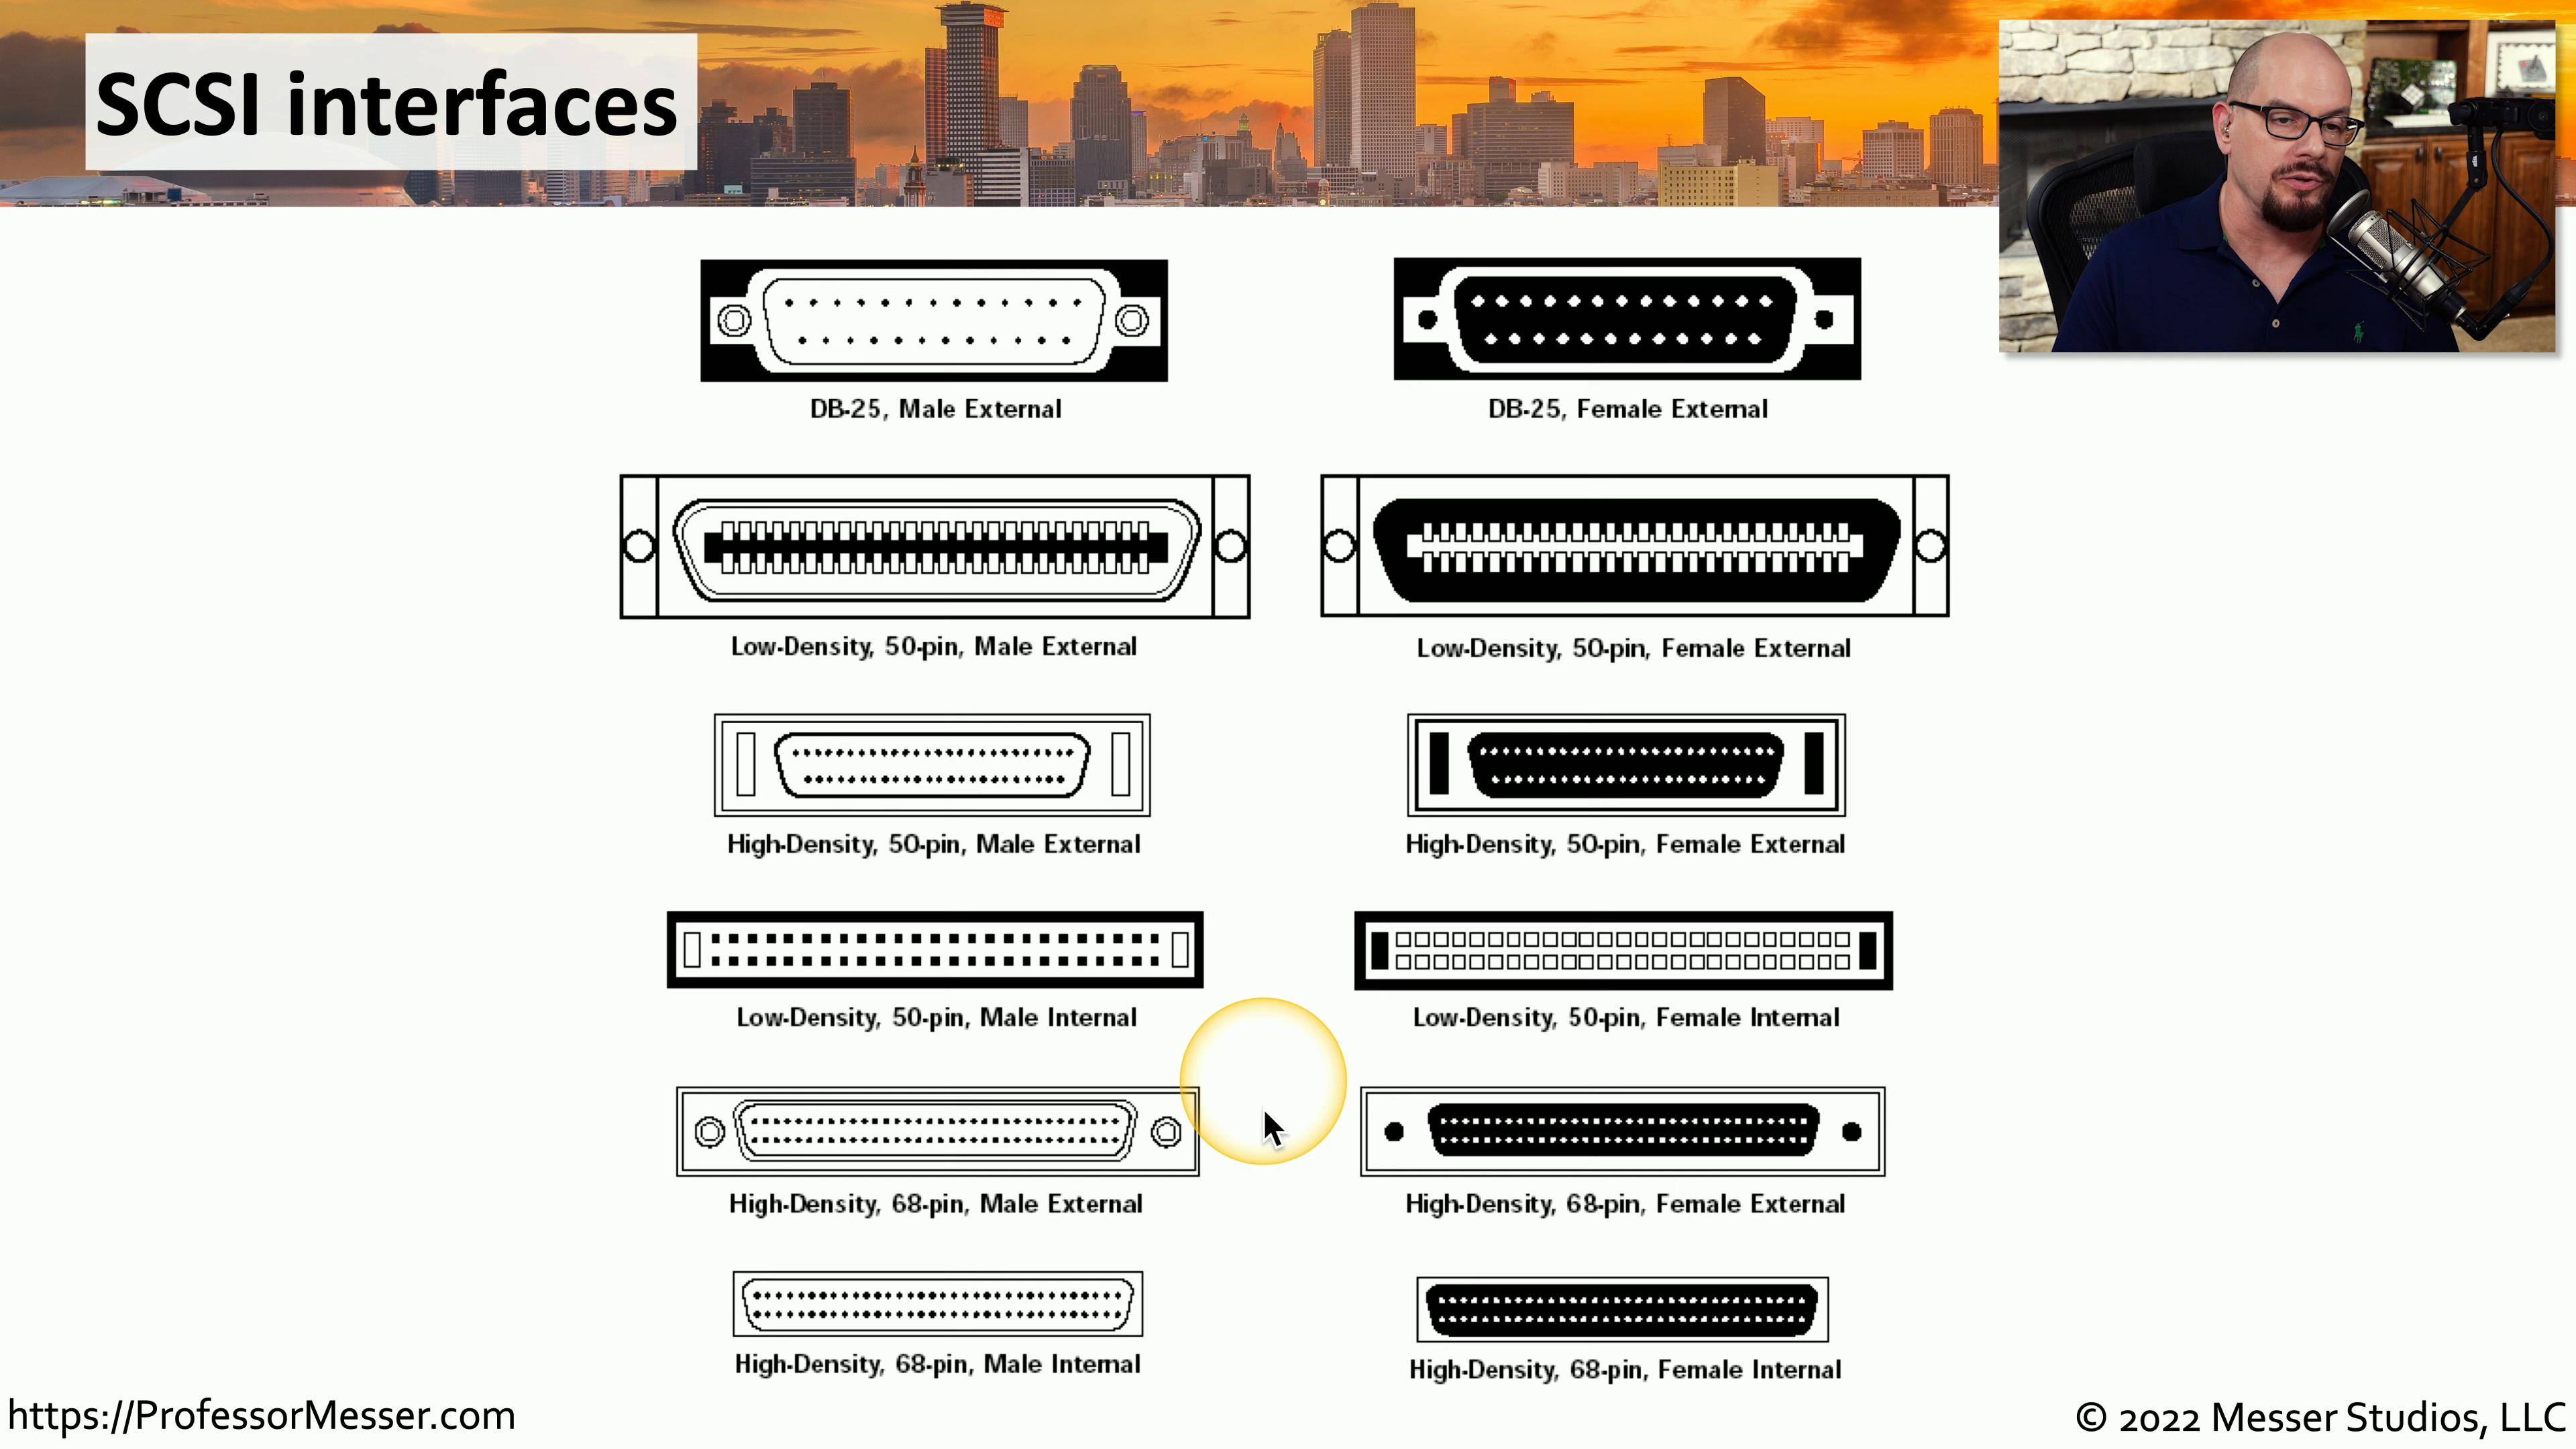 SCSI interfaces
DB-25, Male External
DB-25, Female External
Low-Density, 50-pin, Male External
Low-Density, 50-pin, Female External
High-Density, 50-pin, Male External
High-Density, 50-pin, Female External
Low-Density, 50-pin, Male Internal
Low-Density, 50-pin, Female Internal
High-Density, 68-pin, Male External
High-Density, 68-pin, Female External
High-Density, 68-pin, Male Internal
High-Density, 68-pin, Female Internal
https://ProfessorMesser.com
© 2022 Messer Studios, LLC